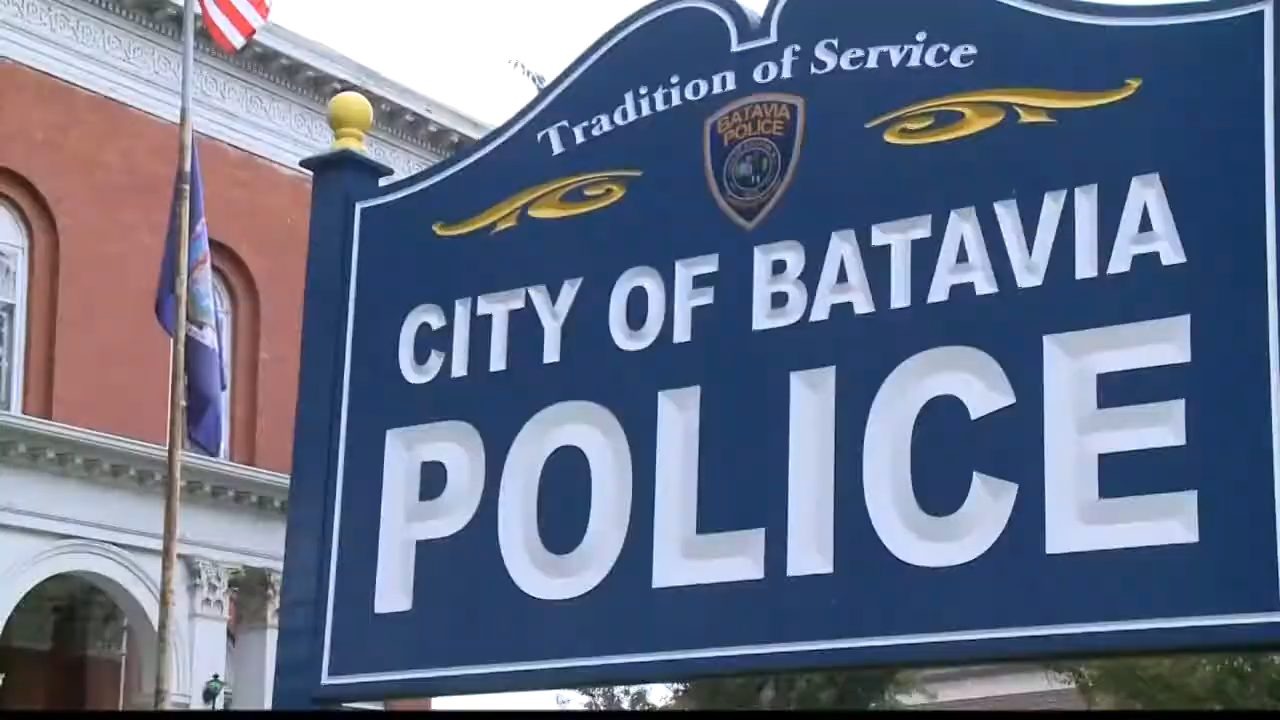 Tradition of Service
BATAVIA
POLICE
CITY OF BATAVIA
POLICE